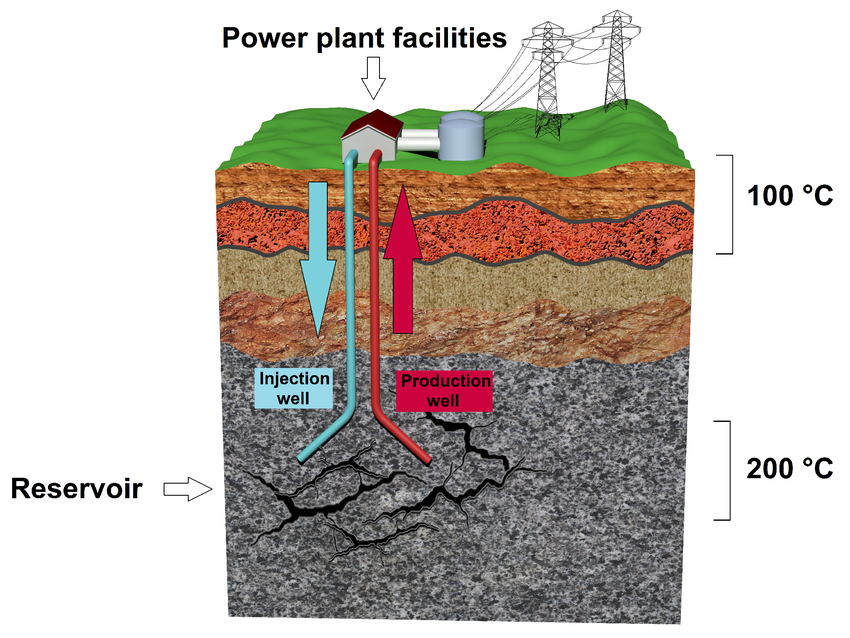 Power plant facilities
100 °C
Injection
well
Production
well
200 °C
Reservoir